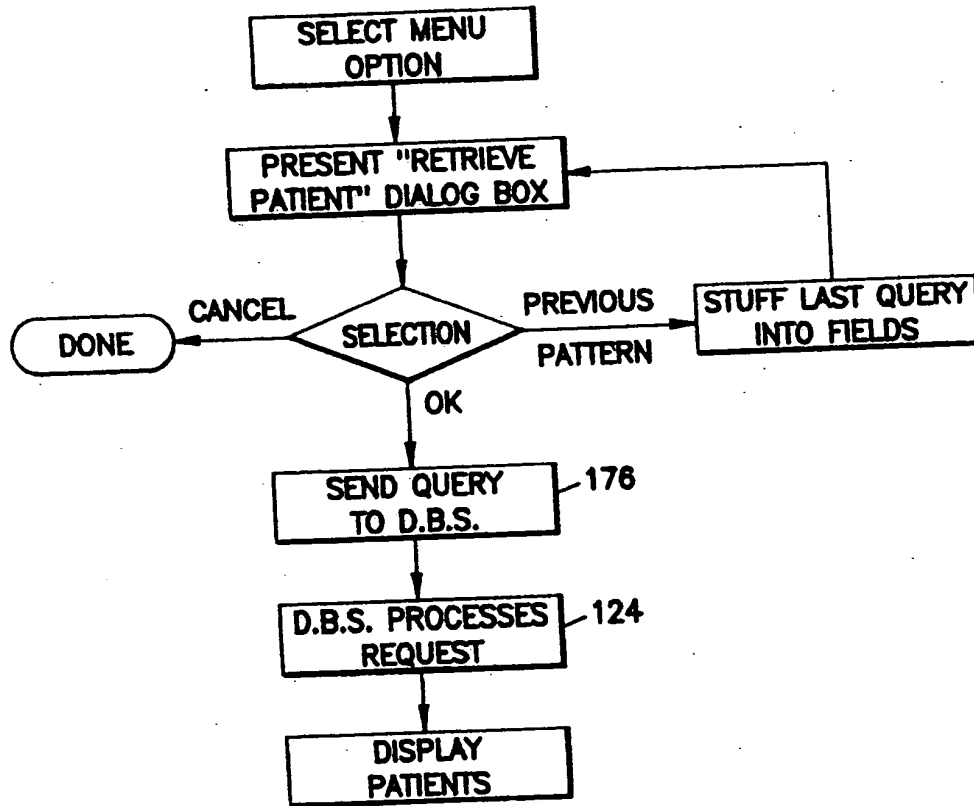 SELECT MENU
OPTION
PRESENT "RETRIEVE
PATIENT" DIALOG BOX
CANCEL
DONE
SELECTION
PREVIOUS
PATTERN
STUFF LAST QUERY
INTO FIELDS
OK
SEND QUERY
TO D.B.S.
176
D.B.S. PROCESSES
REQUEST
124
DISPLAY
PATIENTS